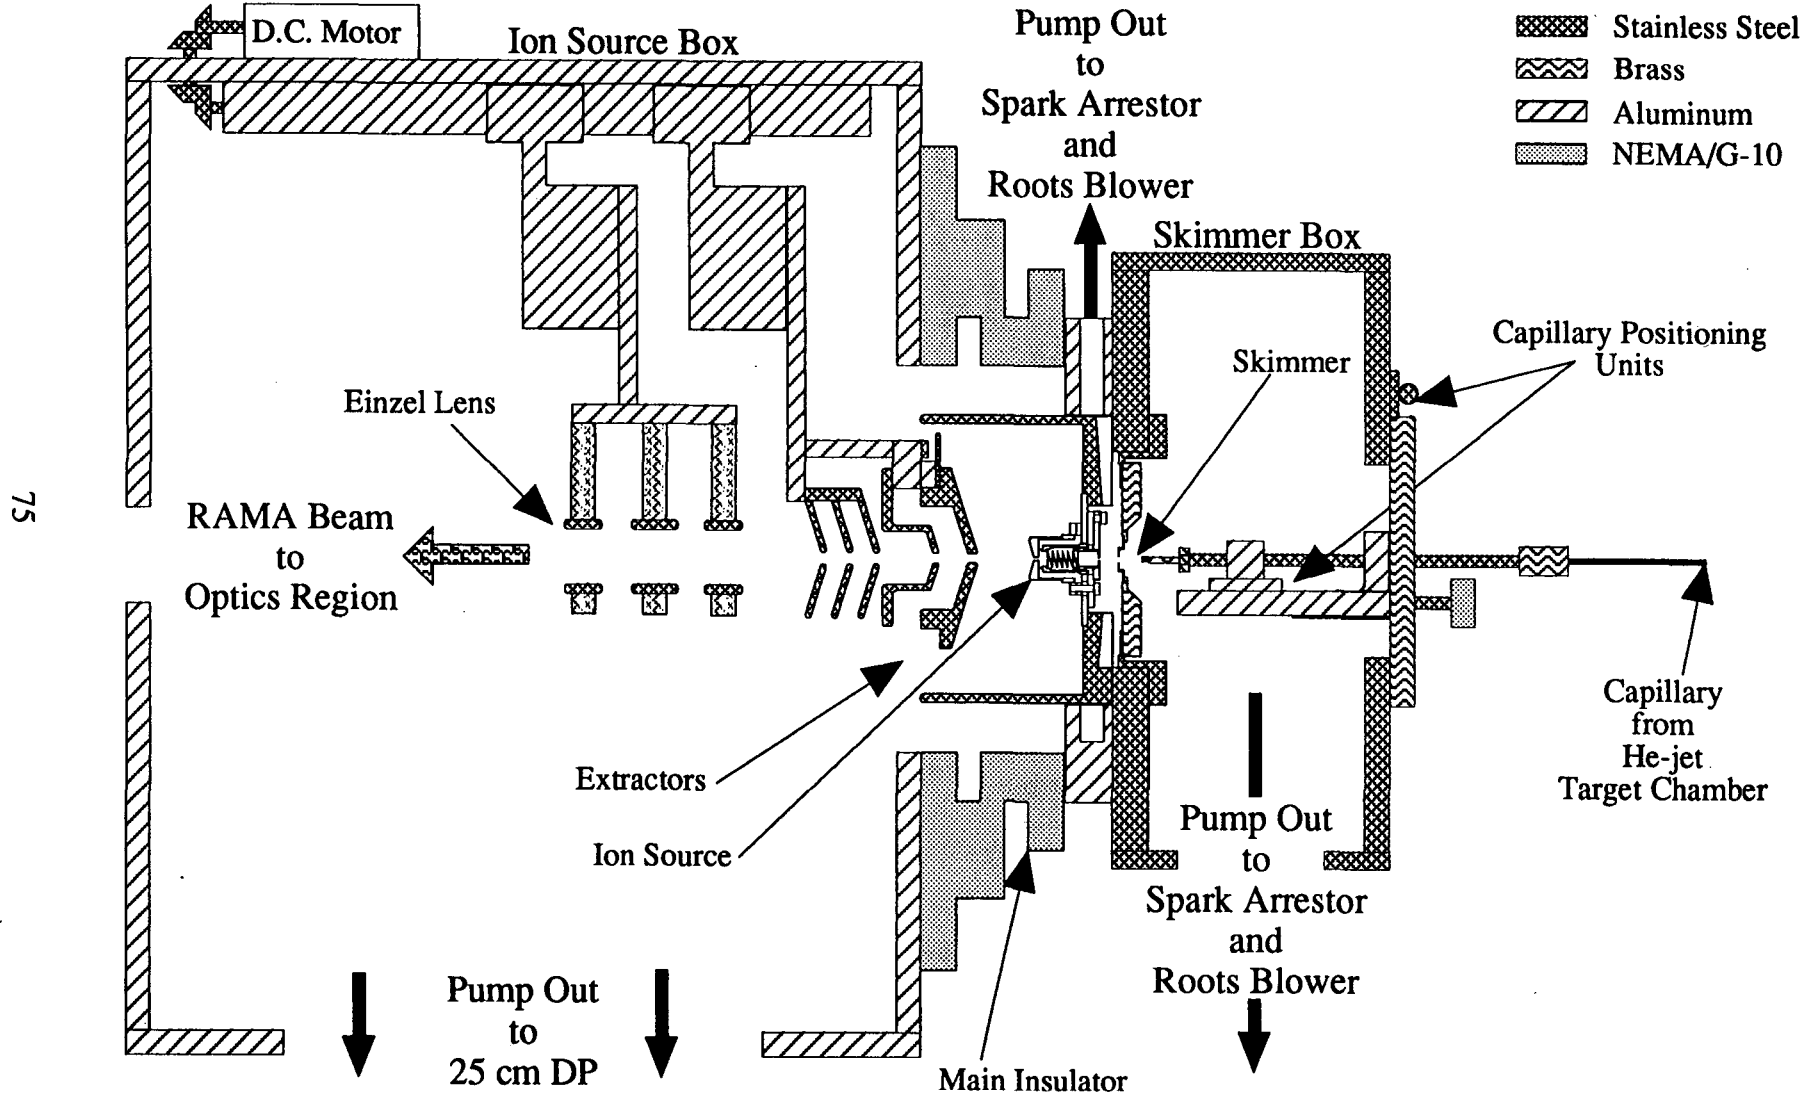 D.C. Motor
Ion Source Box
Pump Out
to
Spark Arrestor
and
Roots Blower
Stainless Steel
Brass
Aluminum
NEMA/G-10
Skimmer Box
Skimmer
Capillary Positioning
Units
Einzel Lens
RAMA Beam
to
Optics Region
75
Extractors
Ion Source
Capillary
from
He-jet
Target Chamber
Pump Out
to
Spark Arrestor
and
Roots Blower
Pump Out
to
25 cm DP
Main Insulator